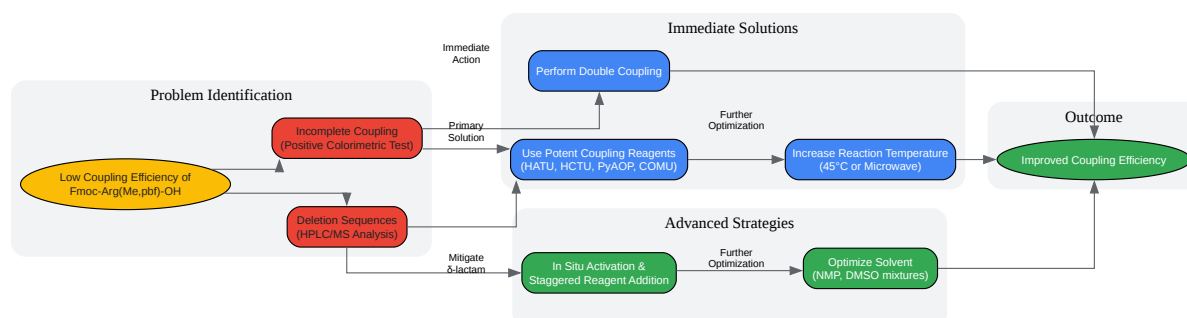 Problem Identification
Low Coupling Efficiency of
Fmoc-Arg(Me,pbf)-OH
Incomplete Coupling
(Positive Colorimetric Test)
Deletion Sequences
(HPLC/MS Analysis)
Immediate
Action
Primary
Solution
Mitigate
δ-lactam
Immediate Solutions
Perform Double Coupling
Use Potent Coupling Reagents
(HATU, HCTU, PyAOP, COMU)
Further
Optimization
Increase Reaction Temperature
(45°C or Microwave)
Advanced Strategies
In Situ Activation &
Staggered Reagent Addition
Further
Optimization
Optimize Solvent
(NMP, DMSO mixtures)
Outcome
Improved Coupling Efficiency